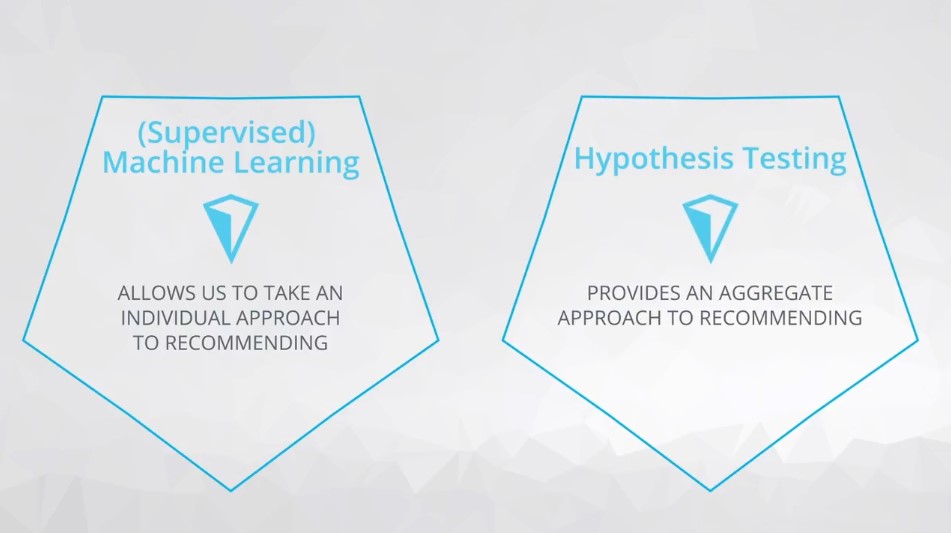 (Supervised)
Machine Learning
ALLOWS US TO TAKE AN
INDIVIDUAL APPROACH
TO RECOMMENDING
Hypothesis Testing
PROVIDES AN AGGREGATE
APPROACH TO RECOMMENDING